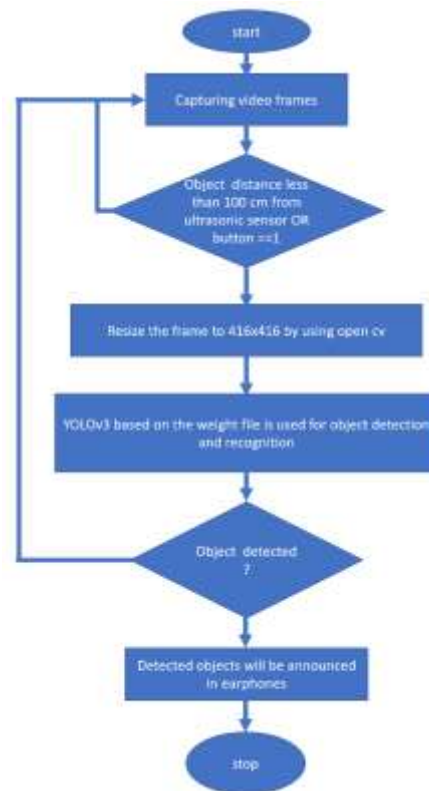 start
Capturing video frames
Object distance less
than 100 cm from
ultrasonic sensor OR
button ==1
Resize the frame to 416x416 by using open cv
YOLOv3 based on the weight file is used for object detection
and recognition
Object detected
?
Detected objects will be announced
in earphones
stop